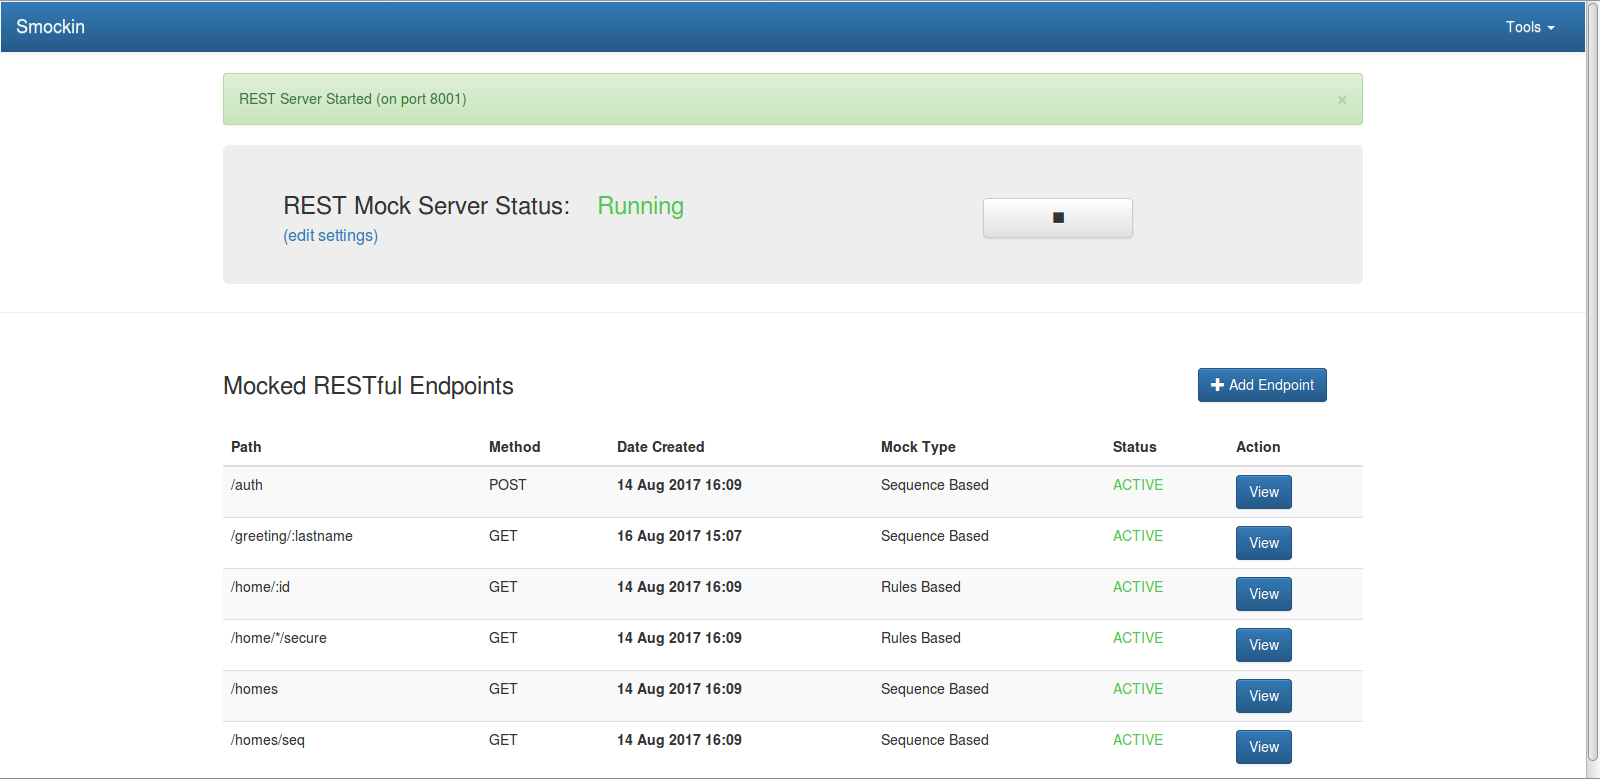 Smockin Tools
REST Server Started (on port 8001) ×
REST Mock Server Status: Running
(edit settings)
Mocked RESTful Endpoints Add Endpoint
Path Method Date Created Mock Type Status Action
/auth POST 14 Aug 2017 16:09 Sequence Based ACTIVE View
/greeting/:lastname GET 16 Aug 2017 15:07 Sequence Based ACTIVE View
/home/:id GET 14 Aug 2017 16:09 Rules Based ACTIVE View
/home/*/secure GET 14 Aug 2017 16:09 Rules Based ACTIVE View
/homes GET 14 Aug 2017 16:09 Sequence Based ACTIVE View
/homes/seq GET 14 Aug 2017 16:09 Sequence Based ACTIVE View